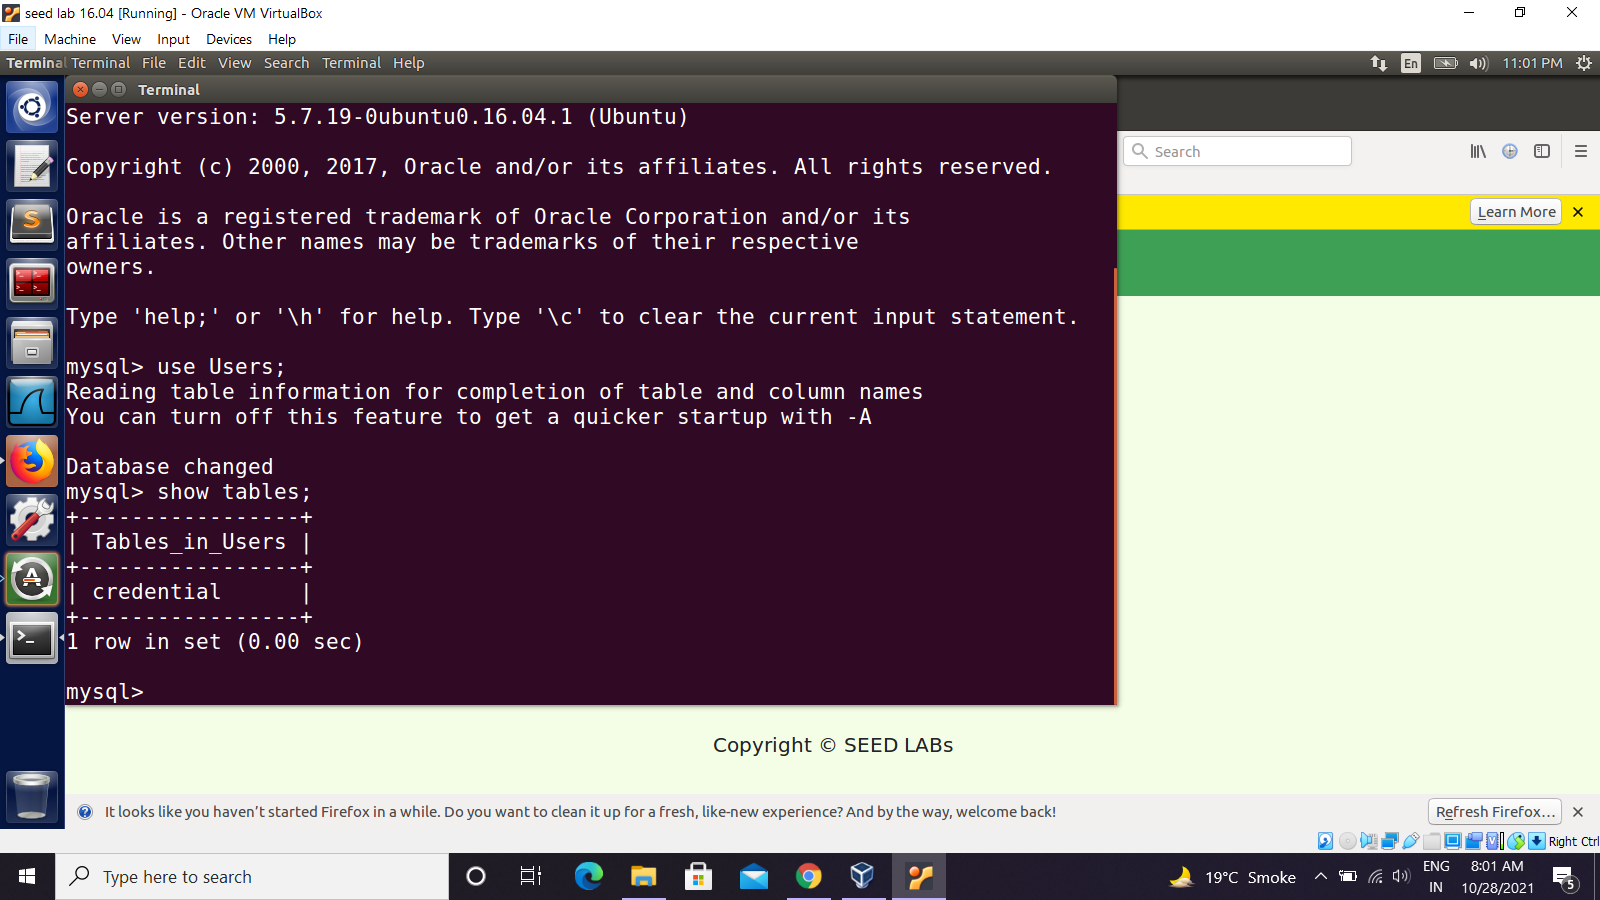 seed lab 16.04 [Running] - Oracle VM VirtualBox
File Machine View Input Devices Help
Terminal Terminal File Edit View Search Terminal Help
En
11:01 PM
Terminal
Server version: 5.7.19-0ubuntu0.16.04.1 (Ubuntu)
Copyright (c) 2000, 2017, Oracle and/or its affiliates. All rights reserved.
Oracle is a registered trademark of Oracle Corporation and/or its
affiliates. Other names may be trademarks of their respective
owners.
Type 'help;' or '\h' for help. Type '\c' to clear the current input statement.
mysql> use Users;
Reading table information for completion of table and column names
You can turn off this feature to get a quicker startup with -A
Database changed
mysql> show tables;
+-----------------+
| Tables_in_Users |
+-----------------+
| credential      |
+-----------------+
1 row in set (0.00 sec)
mysql>
Search
Learn More
Copyright © SEED LABs
It looks like you haven’t started Firefox in a while. Do you want to clean it up for a fresh, like-new experience? And by the way, welcome back!
Refresh Firefox...
Right Ctrl
Type here to search
19°C Smoke
ENG
IN
8:01 AM
10/28/2021
5